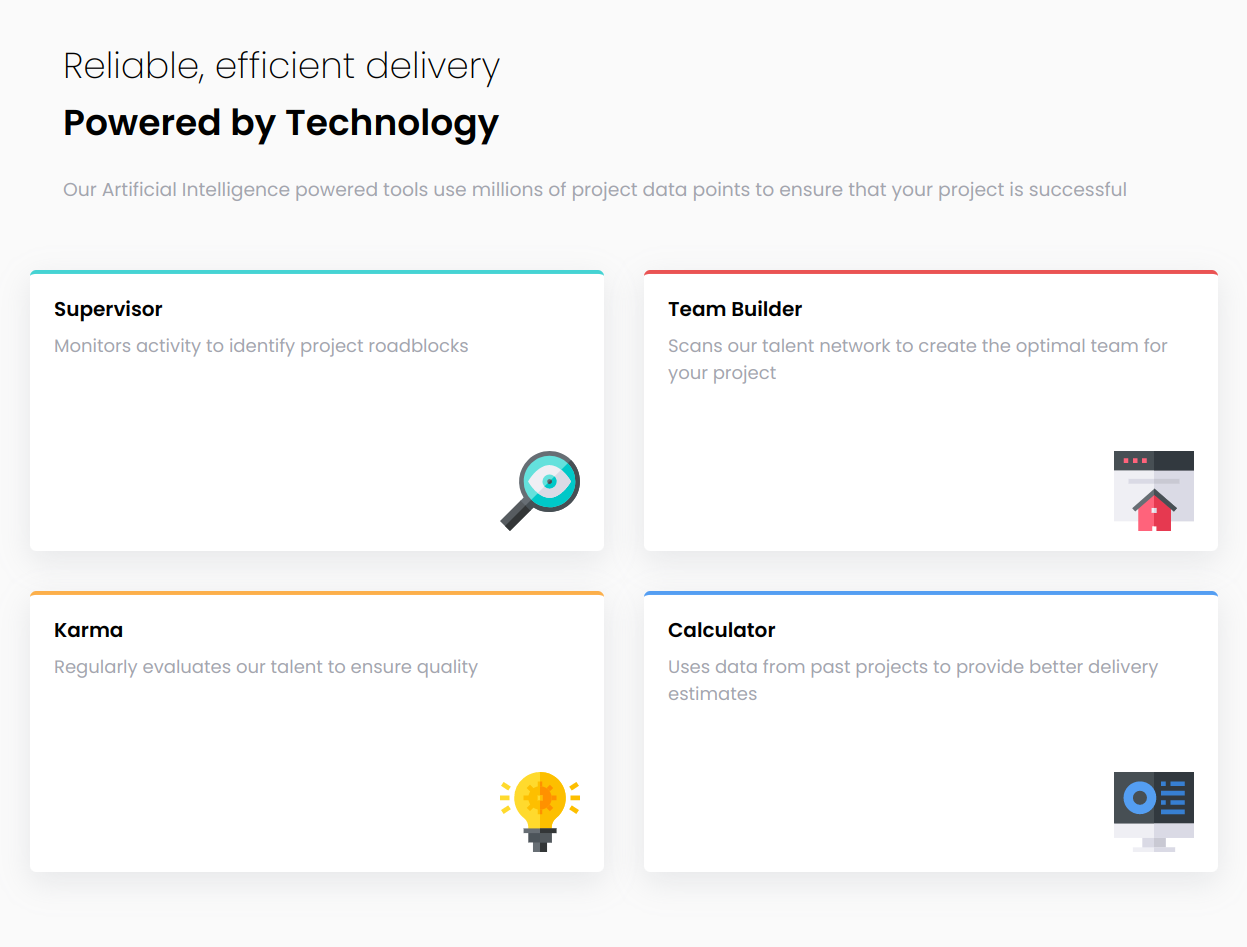 Reliable, efficient delivery
Powered by Technology
Our Artificial Intelligence powered tools use millions of project data points to ensure that your project is successful
Supervisor
Monitors activity to identify project roadblocks
Team Builder
Scans our talent network to create the optimal team for
your project
Karma
Regularly evaluates our talent to ensure quality
Calculator
Uses data from past projects to provide better delivery
estimates